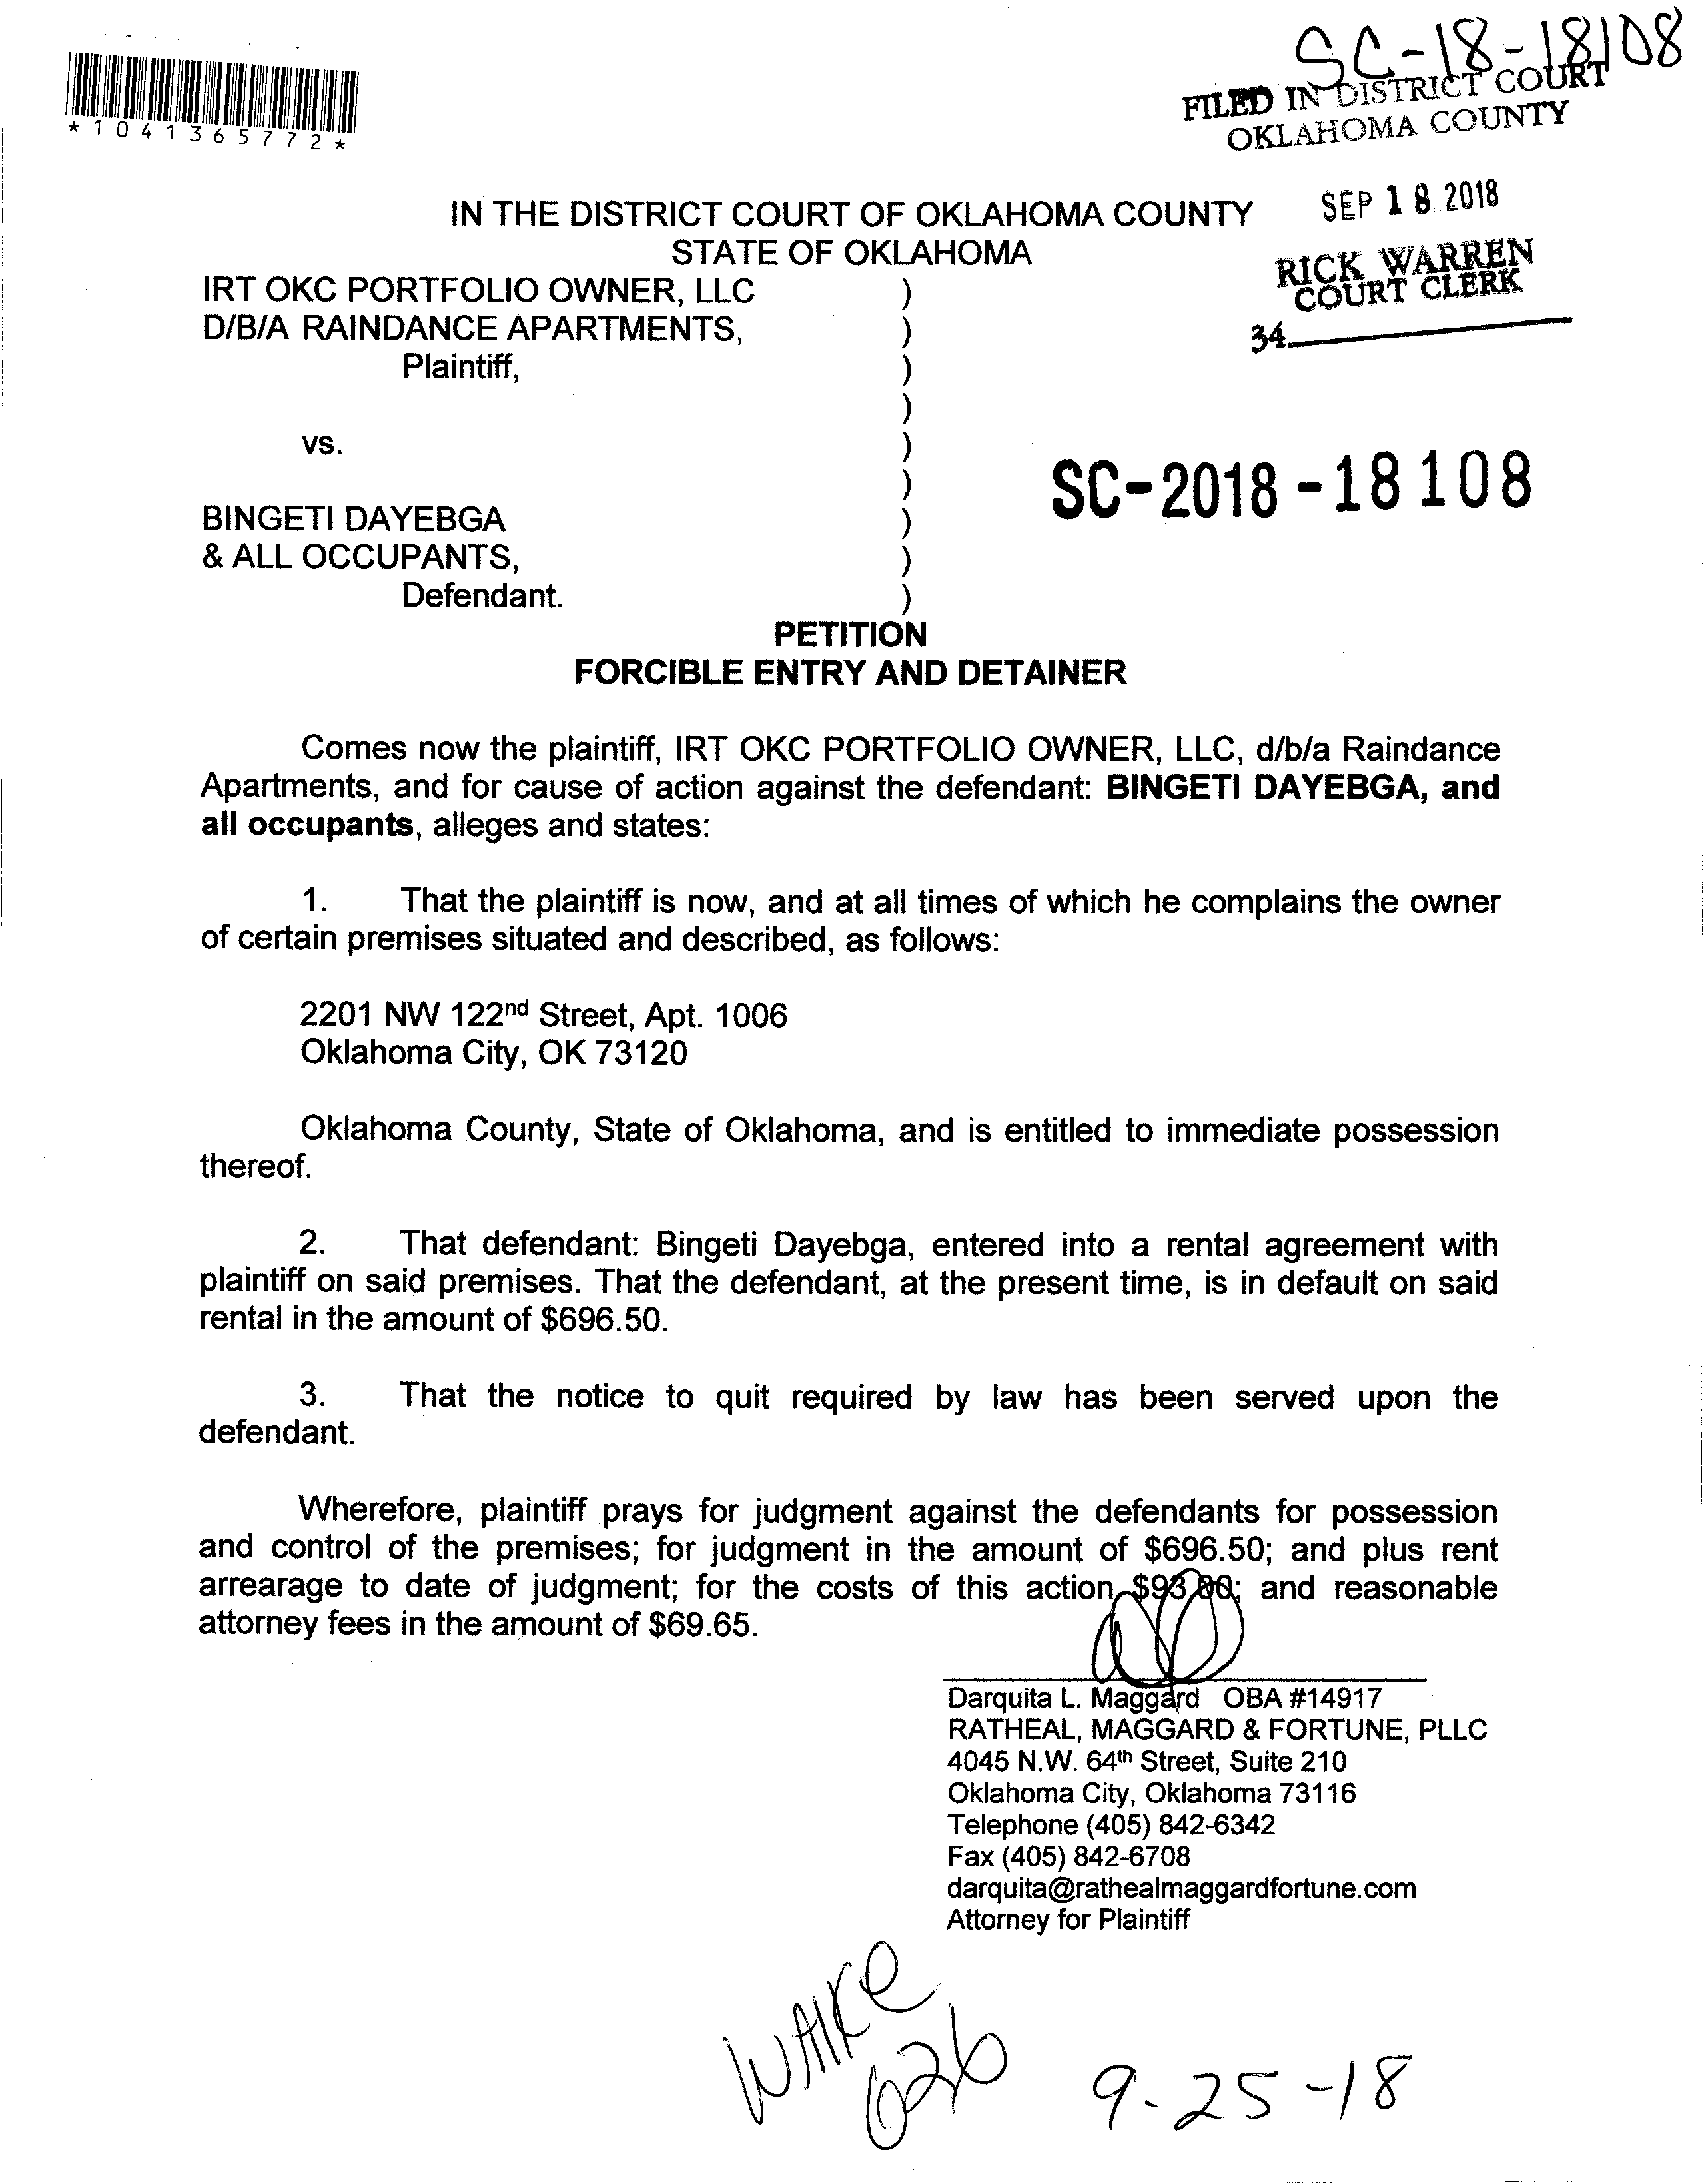 SC-18-18108
*1041365772*
FILED IN DISTRICT COURT
OKLAHOMA COUNTY
SEP 18 2018
RICK WARREN
COURT CLERK
34
IN THE DISTRICT COURT OF OKLAHOMA COUNTY
STATE OF OKLAHOMA
IRT OKC PORTFOLIO OWNER, LLC )
D/B/A RAINDANCE APARTMENTS, )
Plaintiff, )
)
vs. )
)
BINGETI DAYEBGA )
& ALL OCCUPANTS, )
Defendant. )
SC-2018-18108
PETITION
FORCIBLE ENTRY AND DETAINER
Comes now the plaintiff, IRT OKC PORTFOLIO OWNER, LLC, d/b/a Raindance
Apartments, and for cause of action against the defendant: BINGETI DAYEBGA, and
all occupants, alleges and states:
1. That the plaintiff is now, and at all times of which he complains the owner
of certain premises situated and described, as follows:
2201 NW 122nd Street, Apt. 1006
Oklahoma City, OK 73120
Oklahoma County, State of Oklahoma, and is entitled to immediate possession
thereof.
2. That defendant: Bingeti Dayebga, entered into a rental agreement with
plaintiff on said premises. That the defendant, at the present time, is in default on said
rental in the amount of $696.50.
3. That the notice to quit required by law has been served upon the
defendant.
Wherefore, plaintiff prays for judgment against the defendants for possession
and control of the premises; for judgment in the amount of $696.50; and plus rent
arrearage to date of judgment; for the costs of this action $93.00; and reasonable
attorney fees in the amount of $69.65.
Darquita L. Maggard OBA #14917
RATHEAL, MAGGARD & FORTUNE, PLLC
4045 N.W. 64th Street, Suite 210
Oklahoma City, Oklahoma 73116
Telephone (405) 842-6342
Fax (405) 842-6708
darquita@rathealmaggardfortune.com
Attorney for Plaintiff
626
9-25-18